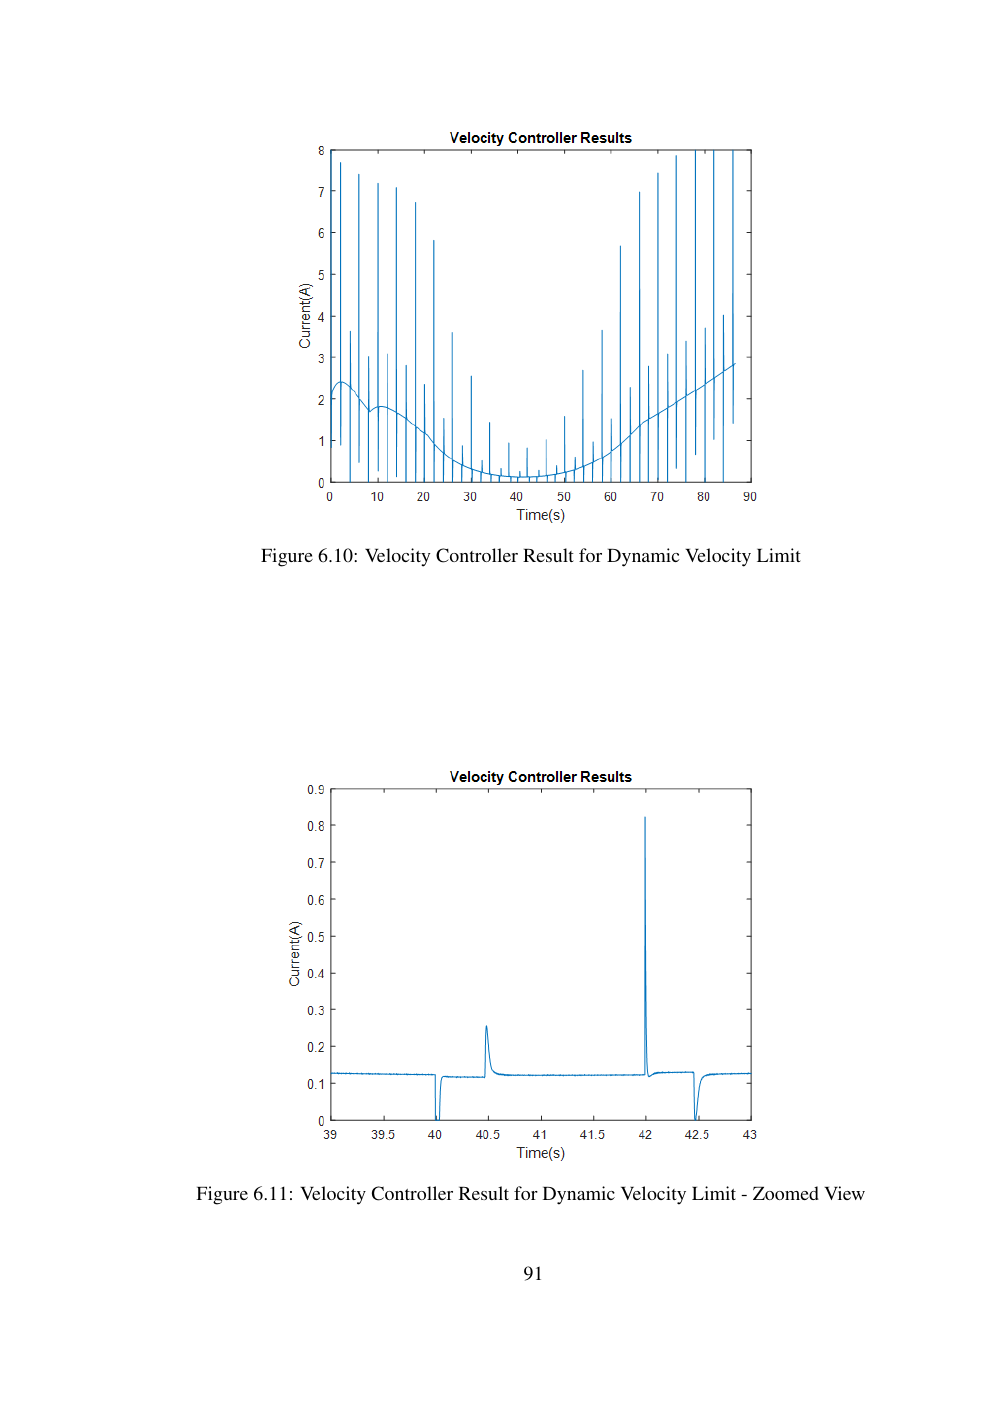 Velocity Controller Results
8
7
6
5
4
3
2
1
0
Current(A)
0 10 20 30 40 50 60 70 80 90
Time(s)
Figure 6.10: Velocity Controller Result for Dynamic Velocity Limit
Velocity Controller Results
0.9
0.8
0.7
0.6
0.5
0.4
0.3
0.2
0.1
0
Current(A)
39 39.5 40 40.5 41 41.5 42 42.5 43
Time(s)
Figure 6.11: Velocity Controller Result for Dynamic Velocity Limit - Zoomed View
91